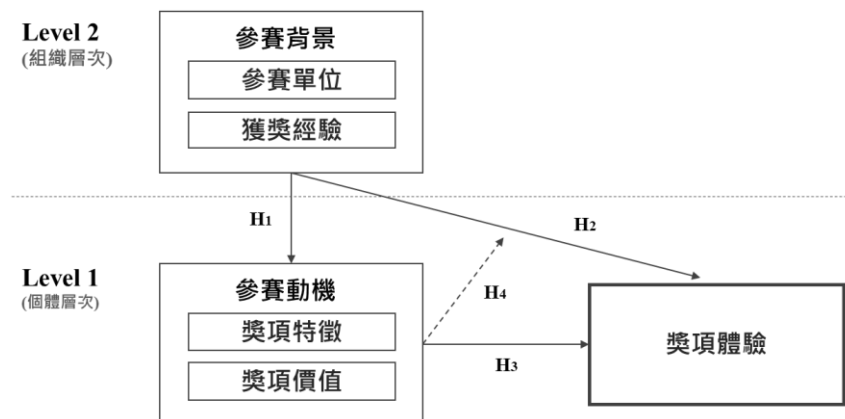 Level 2
(組織層次)
參賽背景
參賽單位
獲獎經驗
H1
H2
Level 1
(個體層次)
參賽動機
獎項特徵
獎項價值
H4
H3
獎項體驗